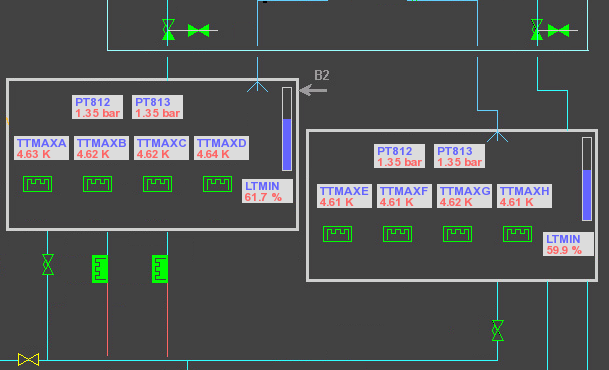 B2
PT812 PT813
1.35 bar 1.35 bar
TTMAXA TTMAXB TTMAXC TTMAXD
4.63 K 4.62 K 4.62 K 4.64 K
LTMIN
61.7 %
PT812 PT813
1.35 bar 1.35 bar
TTMAXE TTMAXF TTMAXG TTMAXH
4.61 K 4.61 K 4.62 K 4.61 K
LTMIN
59.9 %